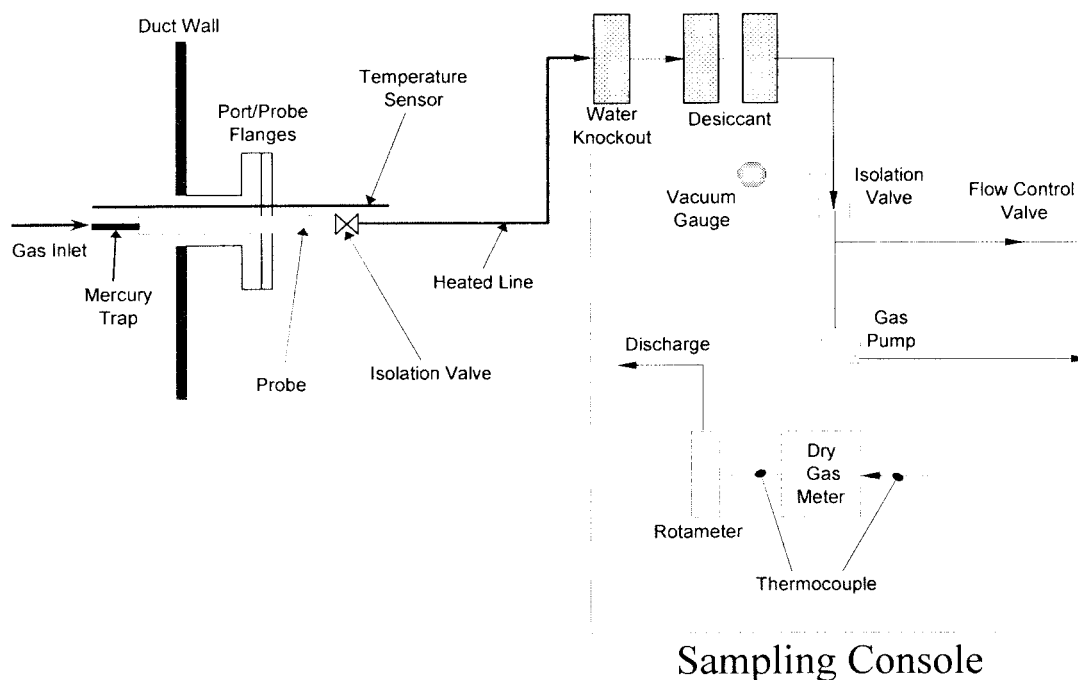 Duct Wall
Temperature
Sensor
Port/Probe
Flanges
Water
Knockout
Desiccant
Vacuum
Gauge
Isolation
Valve
Flow Control
Valve
Gas Inlet
Mercury
Trap
Heated Line
Probe
Isolation Valve
Gas
Pump
Discharge
Dry
Gas
Meter
Rotameter
Thermocouple
Sampling Console